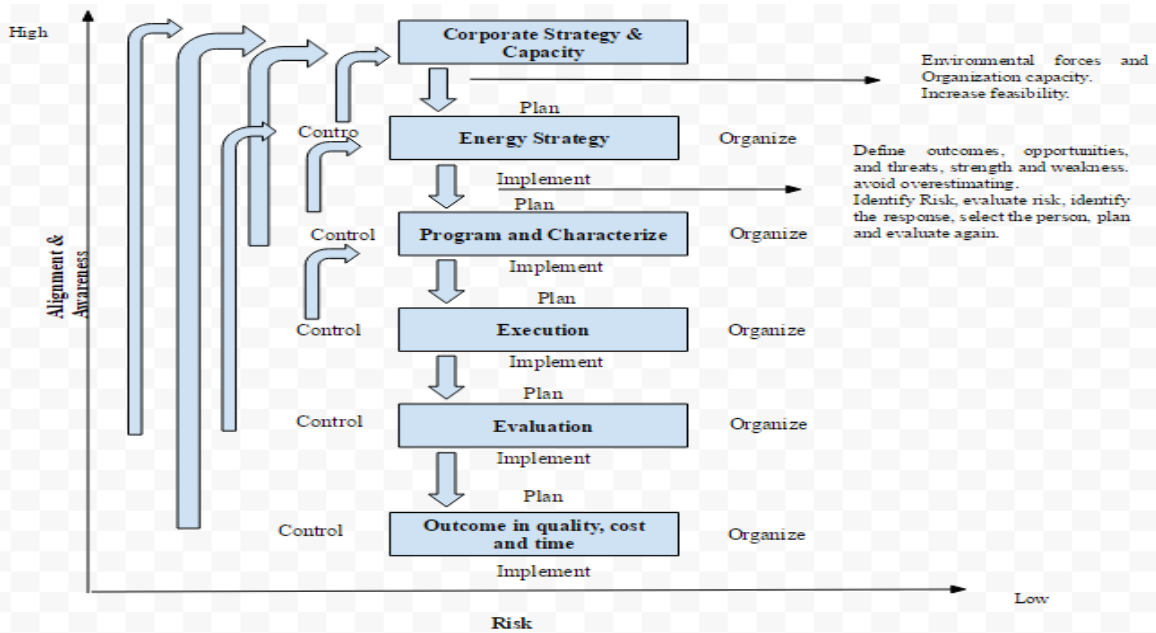 High
Corporate Strategy &
Capacity
Environmental forces and
Organization capacity.
Increase feasibility.
Plan
Contro
Energy Strategy
Organize
Define outcomes, opportunities,
and threats, strength and weakness.
avoid overestimating.
Identify Risk, evaluate risk, identify
the response, select the person, plan
and evaluate again.
Implement
Plan
Control
Program and Characterize
Organize
Implement
Alignment &
Awareness
Plan
Control
Execution
Organize
Implement
Plan
Control
Evaluation
Organize
Implement
Plan
Control
Outcome in quality, cost
and time
Organize
Implement
Low
Risk